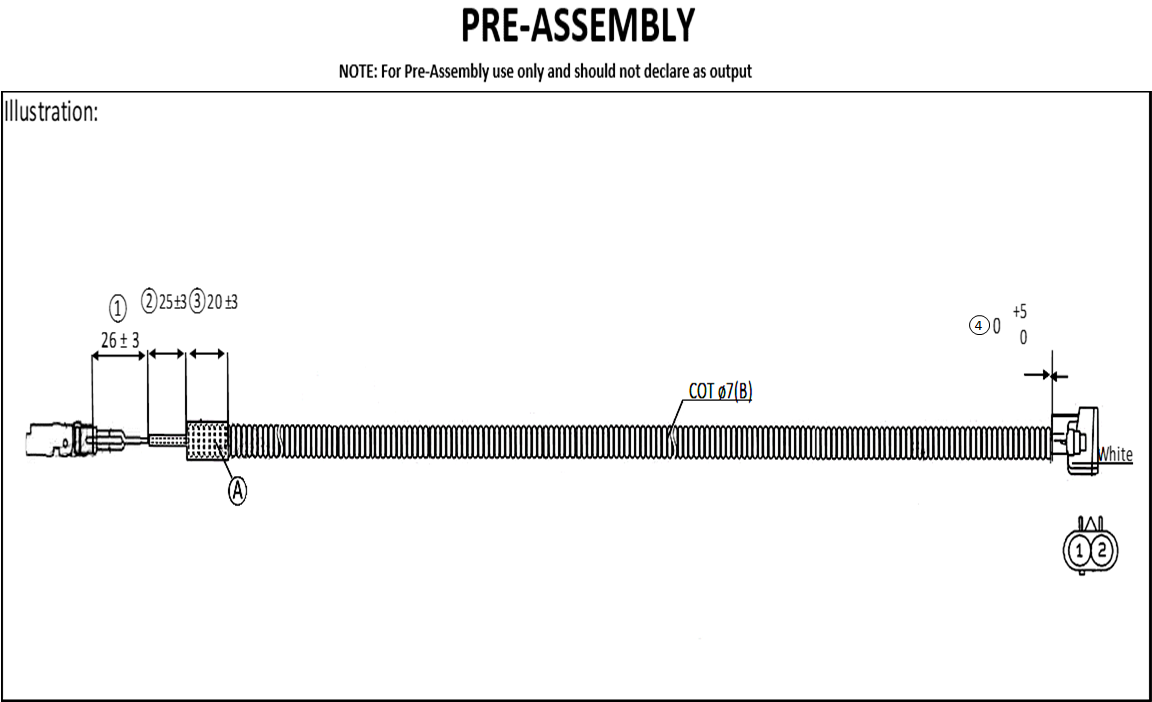 PRE-ASSEMBLY
NOTE: For Pre-Assembly use only and should not declare as output
Illustration:
① ② 25±3 ③ 20 ±3
26 ± 3
④ 0 +5
0
COT ø7(B)
White
A
1 2